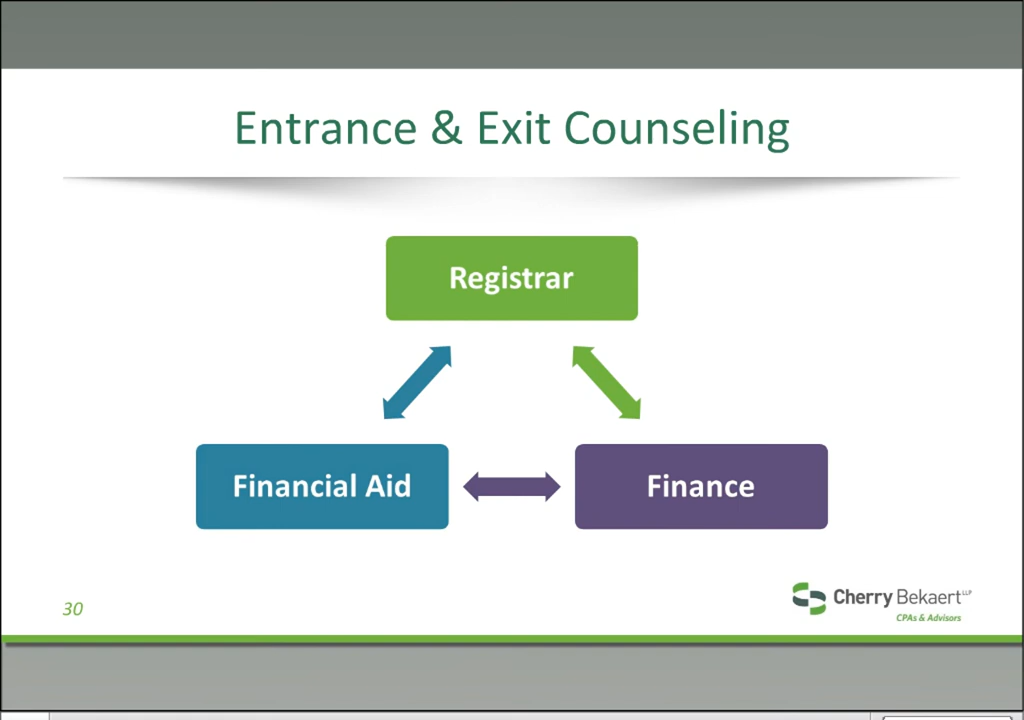 Entrance & Exit Counseling
Registrar
Financial Aid
Finance
30
Cherry Bekaert LLP
CPAs & Advisors